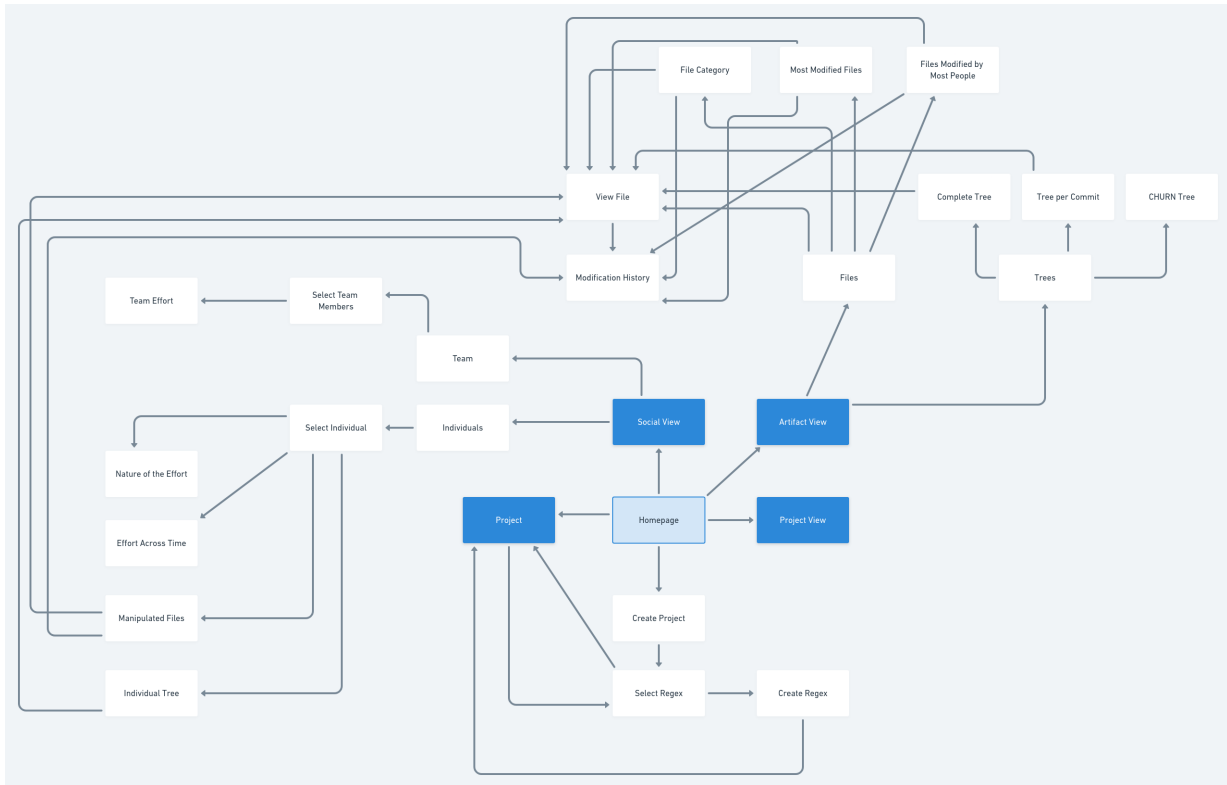 File Category
Most Modified Files
Files Modified by
Most People
View File
Complete Tree
Tree per Commit
CHURN Tree
Modification History
Files
Trees
Team Effort
Select Team
Members
Team
Social View
Artifact View
Select Individual
Individuals
Nature of the Effort
Project
Homepage
Project View
Effort Across Time
Manipulated Files
Create Project
Individual Tree
Select Regex
Create Regex